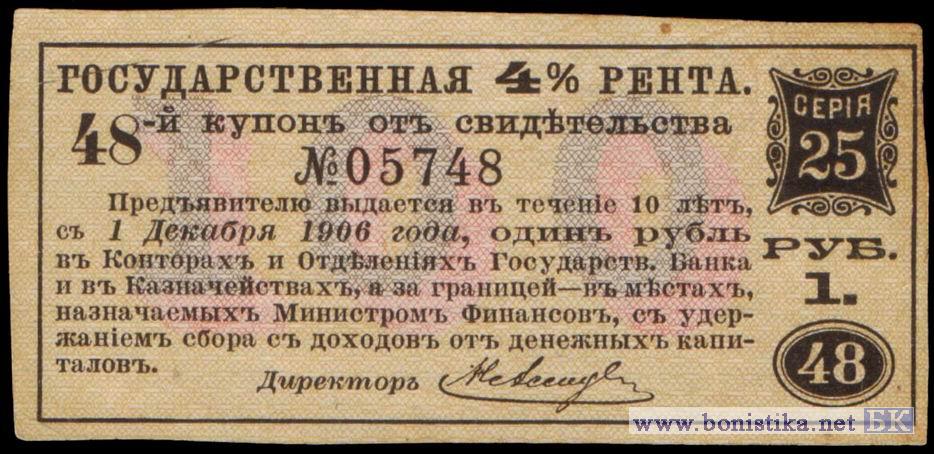 ГОСУДАРСТВЕННАЯ 4% РЕНТА.
48-й купонъ отъ свидѣтельства
№05748
Предъявителю выдается въ теченіе 10 лѣтъ,
съ 1 Декабря 1906 года, одинъ рубль
въ Конторахъ и Отдѣленіяхъ Государств. Банка
и въ Казначействахъ, а за границей—въ мѣстахъ,
назначаемыхъ Министромъ Финансовъ, съ удер-
жаніемъ сбора съ доходовъ отъ денежныхъ капи-
таловъ.
Директоръ
СЕРІЯ
25
РУБ.
1.
48
100
www.bonistika.net БК